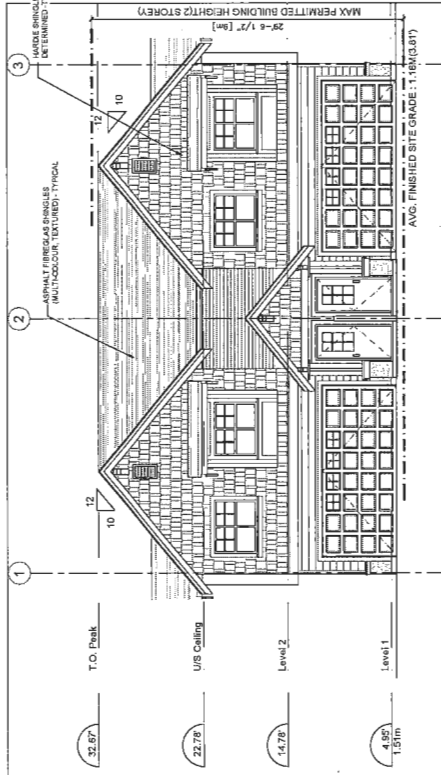 1
2
3
HARDIE SHINGL
DETERMINED -T
ASPHALT FIBREGLAS SHINGLES
(MULTI-COLOUR, TEXTURED) : TYPICAL
12
10
12
10
MAX PERMITTED BUILDING HEIGHT(2 STOREY)
29'-6 1/2" [9m]
32.67'
T.O. Peak
22.78'
U/S Ceiling
14.78'
Level 2
4.95'
1.51m
Level 1
AVG. FINISHED SITE GRADE : 1.16M(3.81')